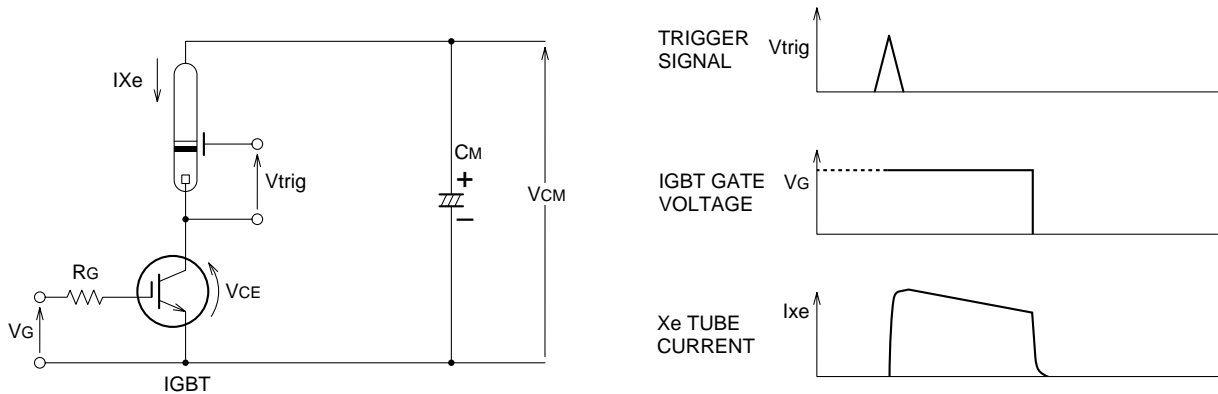 IXe
Vtrig
CM
+
−
VCM
RG
VCE
VG
IGBT
TRIGGER
SIGNAL
Vtrig
IGBT GATE
VOLTAGE
VG
Xe TUBE
CURRENT
Ixe